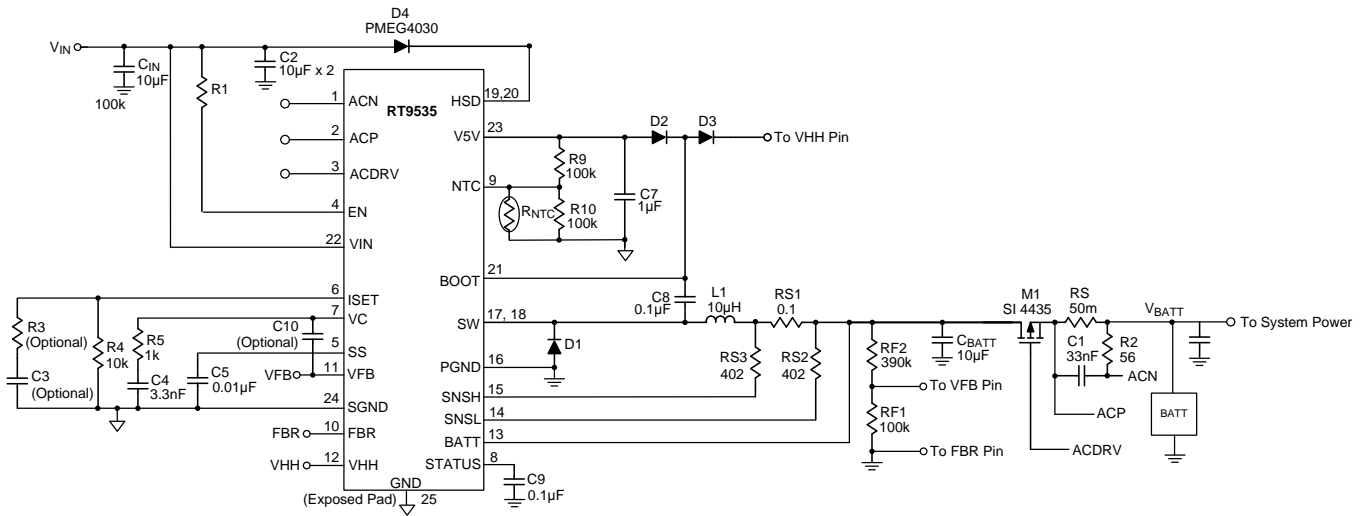 D4
PMEG4030
VIN
CIN
10µF
100k
R1
C2
10µF x 2
RT9535
1
ACN
2
ACP
3
ACDRV
4
EN
22
VIN
6
ISET
7
VC
5
SS
11
VFB
24
SGND
10
FBR
12
VHH
HSD
19,20
V5V
23
NTC
9
BOOT
21
SW
17, 18
PGND
16
SNSH
15
SNSL
14
BATT
13
STATUS
8
GND
(Exposed Pad)
25
R3
(Optional)
C3
(Optional)
R4
10k
R5
1k
C4
3.3nF
C10
(Optional)
VFB
C5
0.01µF
FBR
VHH
D2
D3
To VHH Pin
R9
100k
RNTC
R10
100k
C7
1µF
C8
0.1µF
L1
10µH
RS1
0.1
D1
RS3
402
RS2
402
C9
0.1µF
RF2
390k
To VFB Pin
RF1
100k
To FBR Pin
CBATT
10µF
M1
SI 4435
RS
50m
VBATT
To System Power
C1
33nF
R2
56
ACN
ACP
ACDRV
BATT